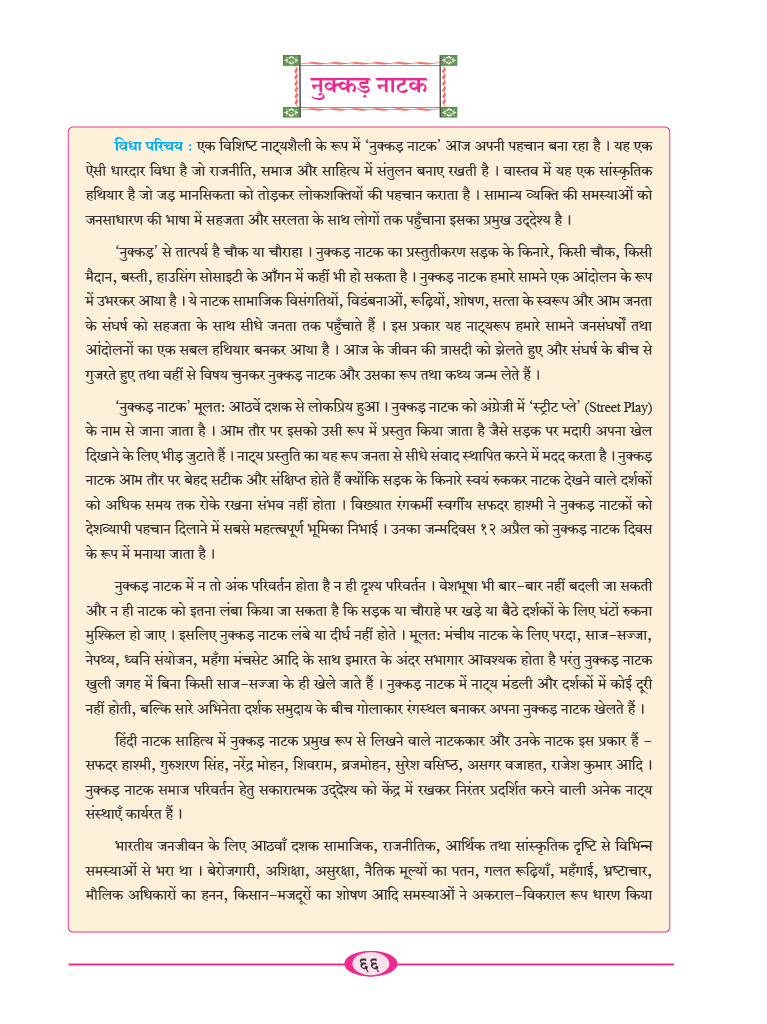 नुक्कड़ नाटक
विधा परिचय : एक विशिष्ट नाट्यशैली के रूप में ‘नुक्कड़ नाटक’ आज अपनी पहचान बना रहा है । यह एक
ऐसी धारदार विधा है जो राजनीति, समाज और साहित्य में संतुलन बनाए रखती है । वास्तव में यह एक सांस्कृतिक
हथियार है जो जड़ मानसिकता को तोड़कर लोकशक्तियों की पहचान कराता है । सामान्य व्यक्ति की समस्याओं को
जनसाधारण की भाषा में सहजता और सरलता के साथ लोगों तक पहुँचाना इसका प्रमुख उद्देश्य है ।
‘नुक्कड़’ से तात्पर्य है चौक या चौराहा । नुक्कड़ नाटक का प्रस्तुतीकरण सड़क के किनारे, किसी चौक, किसी
मैदान, बस्ती, हाउसिंग सोसाइटी के आँगन में कहीं भी हो सकता है । नुक्कड़ नाटक हमारे सामने एक आंदोलन के रूप
में उभरकर आया है । ये नाटक सामाजिक विसंगतियों, विडंबनाओं, रूढ़ियों, शोषण, सत्ता के स्वरूप और आम जनता
के संघर्ष को सहजता के साथ सीधे जनता तक पहुँचाते हैं । इस प्रकार यह नाट्यरूप हमारे सामने जनसंघर्षों तथा
आंदोलनों का एक सबल हथियार बनकर आया है । आज के जीवन की त्रासदी को झेलते हुए और संघर्ष के बीच से
गुजरते हुए तथा वहीं से विषय चुनकर नुक्कड़ नाटक और उसका रूप तथा कथ्य जन्म लेते हैं ।
‘नुक्कड़ नाटक’ मूलत: आठवें दशक से लोकप्रिय हुआ । नुक्कड़ नाटक को अंग्रेजी में ‘स्ट्रीट प्ले’ (Street Play)
के नाम से जाना जाता है । आम तौर पर इसको उसी रूप में प्रस्तुत किया जाता है जैसे सड़क पर मदारी अपना खेल
दिखाने के लिए भीड़ जुटाते हैं । नाट्य प्रस्तुति का यह रूप जनता से सीधे संवाद स्थापित करने में मदद करता है । नुक्कड़
नाटक आम तौर पर बेहद सटीक और संक्षिप्त होते हैं क्योंकि सड़क के किनारे स्वयं रुककर नाटक देखने वाले दर्शकों
को अधिक समय तक रोके रखना संभव नहीं होता । विख्यात रंगकर्मी स्वर्गीय सफदर हाश्मी ने नुक्कड़ नाटकों को
देशव्यापी पहचान दिलाने में सबसे महत्त्वपूर्ण भूमिका निभाई । उनका जन्मदिवस १२ अप्रैल को नुक्कड़ नाटक दिवस
के रूप में मनाया जाता है ।
नुक्कड़ नाटक में न तो अंक परिवर्तन होता है न ही दृश्य परिवर्तन । वेशभूषा भी बार-बार नहीं बदली जा सकती
और न ही नाटक को इतना लंबा किया जा सकता है कि सड़क या चौराहे पर खड़े या बैठे दर्शकों के लिए घंटों रुकना
मुश्किल हो जाए । इसलिए नुक्कड़ नाटक लंबे या दीर्घ नहीं होते । मूलत: मंचीय नाटक के लिए परदा, साज-सज्जा,
नेपथ्य, ध्वनि संयोजन, महँगा मंचसेट आदि के साथ इमारत के अंदर सभागार आवश्यक होता है परंतु नुक्कड़ नाटक
खुली जगह में बिना किसी साज-सज्जा के ही खेले जाते हैं । नुक्कड़ नाटक में नाट्य मंडली और दर्शकों में कोई दूरी
नहीं होती, बल्कि सारे अभिनेता दर्शक समुदाय के बीच गोलाकार रंगस्थल बनाकर अपना नुक्कड़ नाटक खेलते हैं ।
हिंदी नाटक साहित्य में नुक्कड़ नाटक प्रमुख रूप से लिखने वाले नाटककार और उनके नाटक इस प्रकार हैं -
सफदर हाश्मी, गुरुशरण सिंह, नरेंद्र मोहन, शिवराम, ब्रजमोहन, सुरेश वसिष्ठ, असगर वजाहत, राजेश कुमार आदि ।
नुक्कड़ नाटक समाज परिवर्तन हेतु सकारात्मक उद्देश्य को केंद्र में रखकर निरंतर प्रदर्शित करने वाली अनेक नाट्य
संस्थाएँ कार्यरत हैं ।
भारतीय जनजीवन के लिए आठवाँ दशक सामाजिक, राजनीतिक, आर्थिक तथा सांस्कृतिक दृष्टि से विभिन्न
समस्याओं से भरा था । बेरोजगारी, अशिक्षा, असुरक्षा, नैतिक मूल्यों का पतन, गलत रूढ़ियाँ, महँगाई, भ्रष्टाचार,
मौलिक अधिकारों का हनन, किसान-मजदूरों का शोषण आदि समस्याओं ने अकराल-विकराल रूप धारण किया
६६